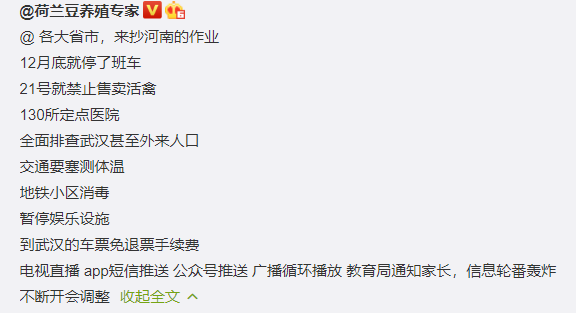 @荷兰豆养殖专家
@ 各大省市，来抄河南的作业
12月底就停了班车
21号就禁止售卖活禽
130所定点医院
全面排查武汉甚至外来人口
交通要塞测体温
地铁小区消毒
暂停娱乐设施
到武汉的车票免退票手续费
电视直播 app短信推送 公众号推送 广播循环播放 教育局通知家长，信息轮番轰炸
不断开会调整 收起全文